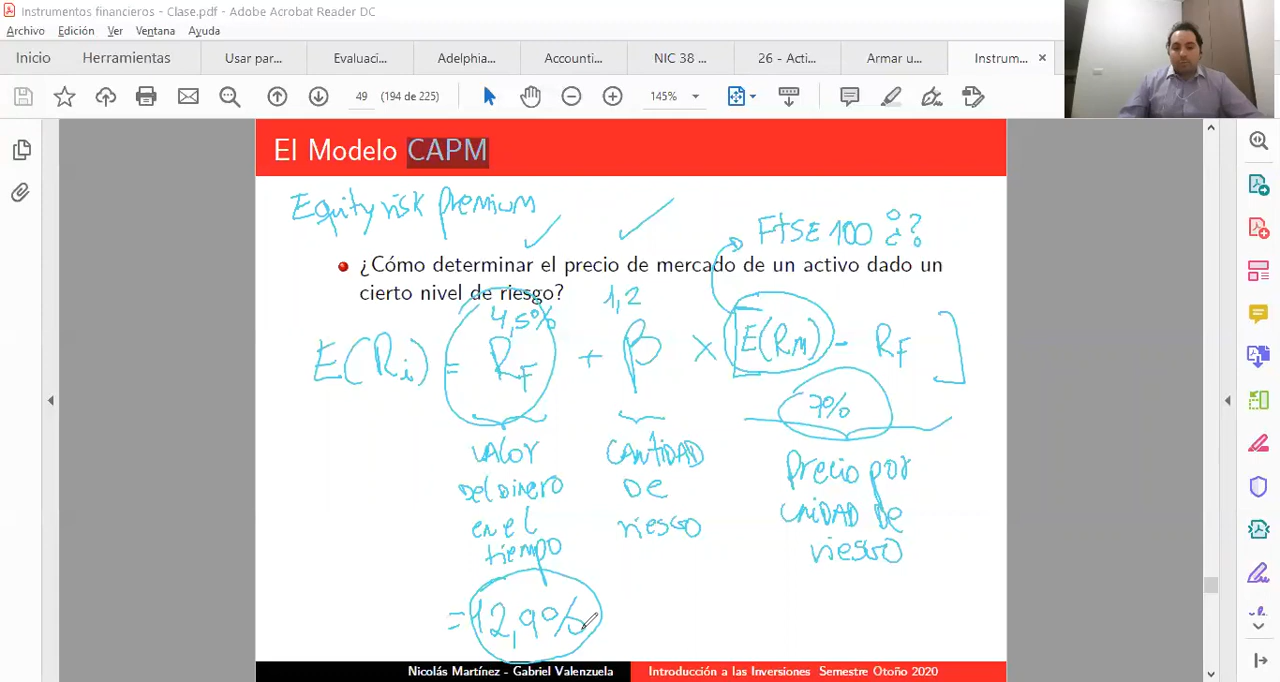 Instrumentos financieros - Clase.pdf - Adobe Acrobat Reader DC
Archivo Edición Ver Ventana Ayuda
Inicio Herramientas Usar par... Evaluaci... Adelphia... Accounti... NIC 38 ... 26 - Acti... Armar u... Instrum... ×
49 (194 de 225) 145%
El Modelo CAPM
Equity risk premium
FTSE 100 ¿?
¿Cómo determinar el precio de mercado de un activo dado un
cierto nivel de riesgo?
4,5% 1,2
E(Ri) = RF + β × [E(RM) - RF]
7%
VALOR DEL DINERO en el tiempo
CANTIDAD DE riesgo
Precio por UNIDAD De riesgo
= 12,9%
Nicolás Martínez - Gabriel Valenzuela Introducción a las Inversiones Semestre Otoño 2020